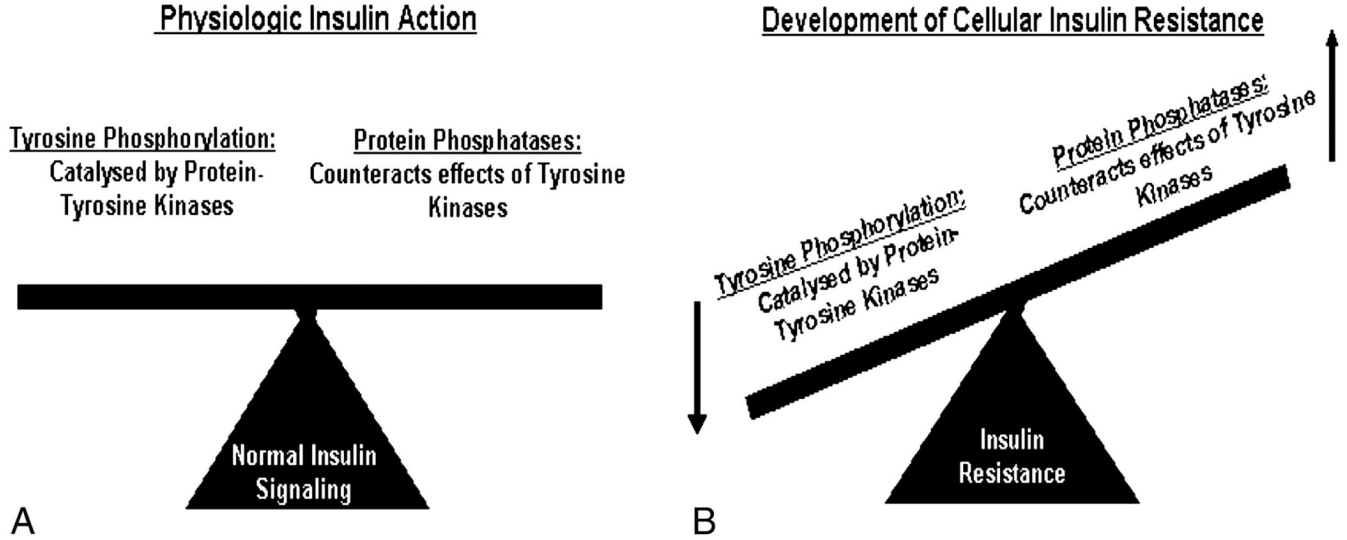 Physiologic Insulin Action
Tyrosine Phosphorylation:
Catalysed by Protein-
Tyrosine Kinases
Protein Phosphatases:
Counteracts effects of Tyrosine
Kinases
Normal Insulin
Signaling
A
Development of Cellular Insulin Resistance
Tyrosine Phosphorylation:
Catalysed by Protein-
Tyrosine Kinases
Protein Phosphatases:
Counteracts effects of Tyrosine
Kinases
Insulin
Resistance
B